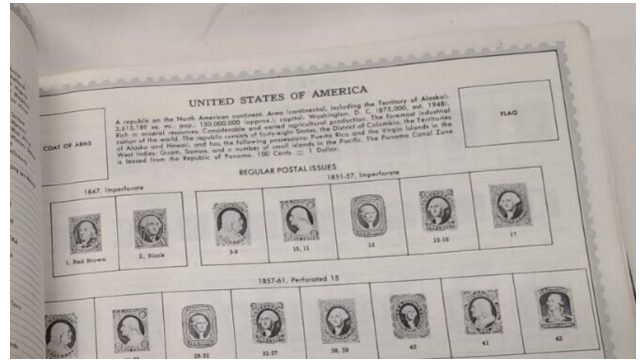 UNITED STATES OF AMERICA
COAT OF ARMS
A republic on the North American continent. Area (continental, including the Territory of Alaska);
3,613,189 sq. mi.; pop., 150,000,000 (approx.); capital: Washington, D. C. (875,000, est. 1948).
Rich in mineral resources. Considerable and varied agricultural production. The foremost industrial
nation of the world. The republic consists of forty-eight States, the District of Columbia, the Territories
of Alaska and Hawaii, and has the following possessions: Puerto Rico and the Virgin Islands in the
West Indies; Guam, Samoa, and a number of small islands in the Pacific. The Panama Canal Zone
is leased from the Republic of Panama. 100 Cents = 1 Dollar.
FLAG
REGULAR POSTAL ISSUES
1847. Imperforate
1851-57, Imperforate
1, Red Brown
2, Black
5-9
10, 11
12
13-16
17
1857-61, Perforated 15
28-32
35-37
38, 39
40
41
42